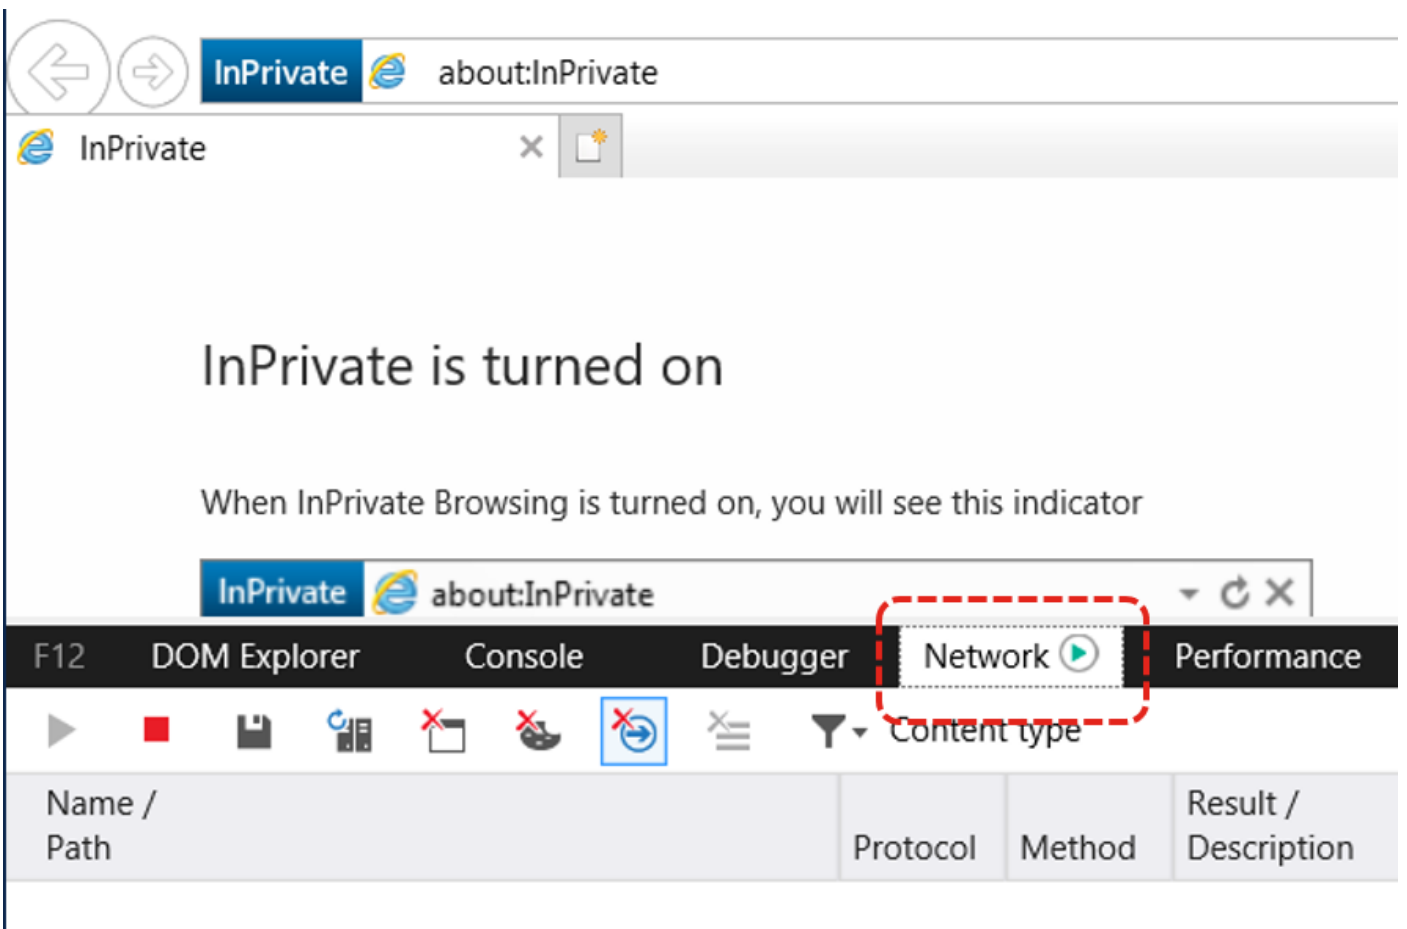 InPrivate about:InPrivate
InPrivate
InPrivate is turned on
When InPrivate Browsing is turned on, you will see this indicator
InPrivate about:InPrivate
F12 DOM Explorer Console Debugger Network Performance
Content type
Name / Path Protocol Method Result / Description